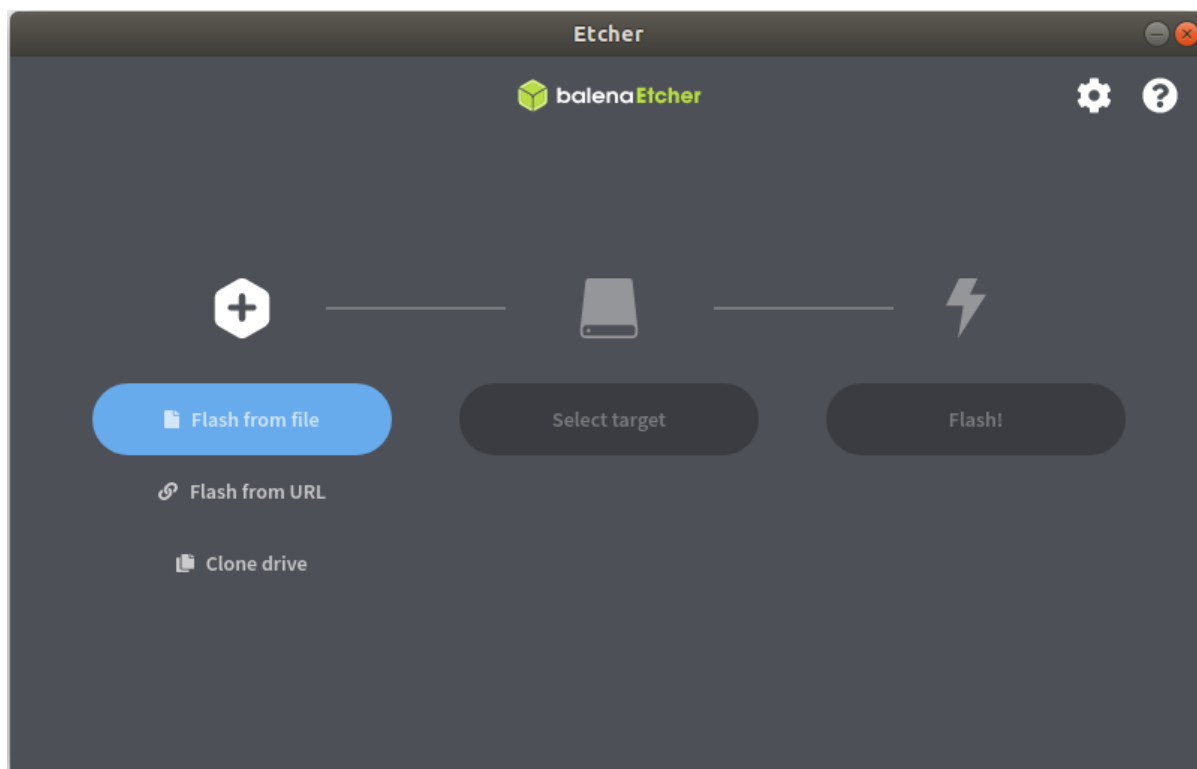 Etcher
balenaEtcher
Flash from file
Select target
Flash!
Flash from URL
Clone drive